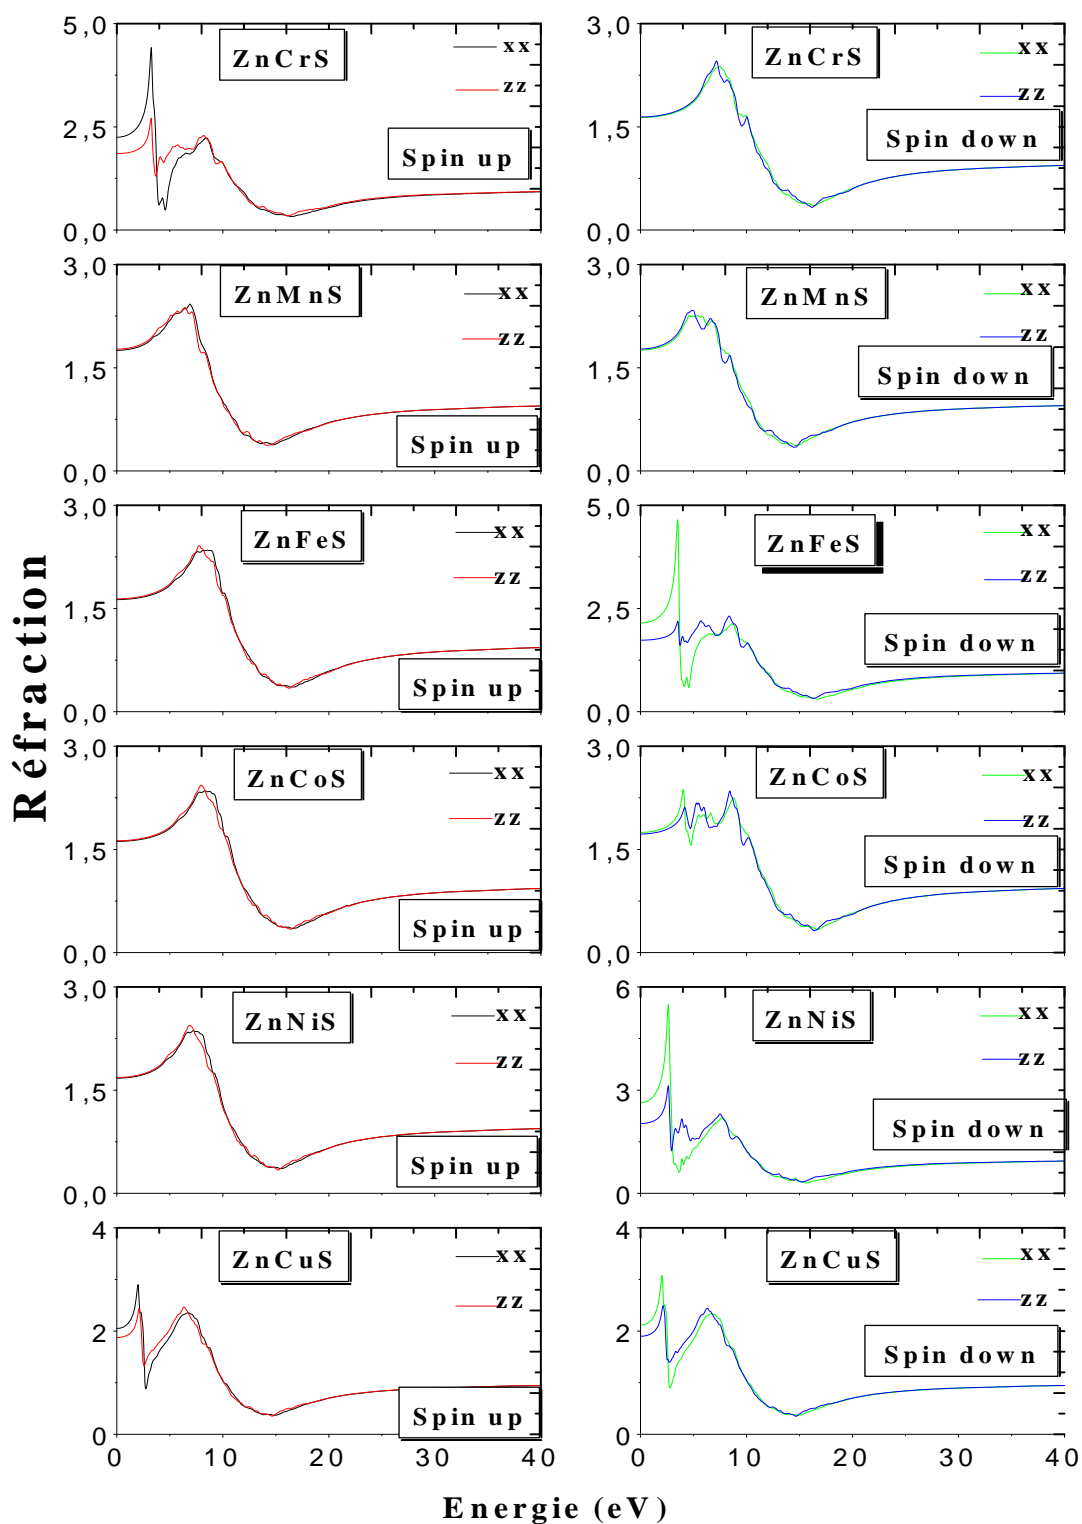 Réfraction
5,0
2,5
0,0
ZnCrS
xx
zz
Spin up
3,0
1,5
0,0
ZnCrS
xx
zz
Spin down
3,0
1,5
0,0
ZnMnS
xx
zz
Spin up
3,0
1,5
0,0
ZnMnS
xx
zz
Spin down
3,0
1,5
0,0
ZnFeS
xx
zz
Spin up
5,0
2,5
0,0
ZnFeS
xx
zz
Spin down
3,0
1,5
0,0
ZnCoS
xx
zz
Spin up
3,0
1,5
0,0
ZnCoS
xx
zz
Spin down
3,0
1,5
0,0
ZnNiS
xx
zz
Spin up
6
3
0
ZnNiS
xx
zz
Spin down
4
2
0
ZnCuS
xx
zz
Spin up
0 10 20 30 40
4
2
0
ZnCuS
xx
zz
Spin down
0 10 20 30 40
Energie (eV)